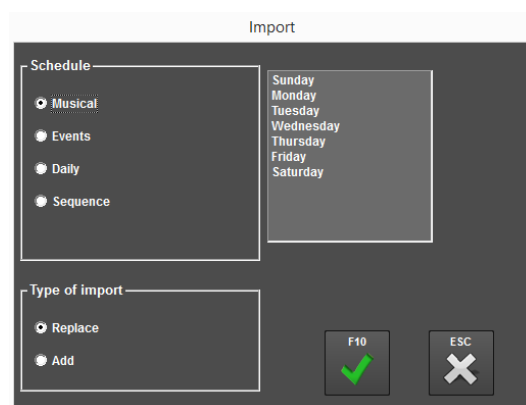 Import
Schedule
Musical
Events
Daily
Sequence
Sunday
Monday
Tuesday
Wednesday
Thursday
Friday
Saturday
Type of import
Replace
Add
F10
ESC